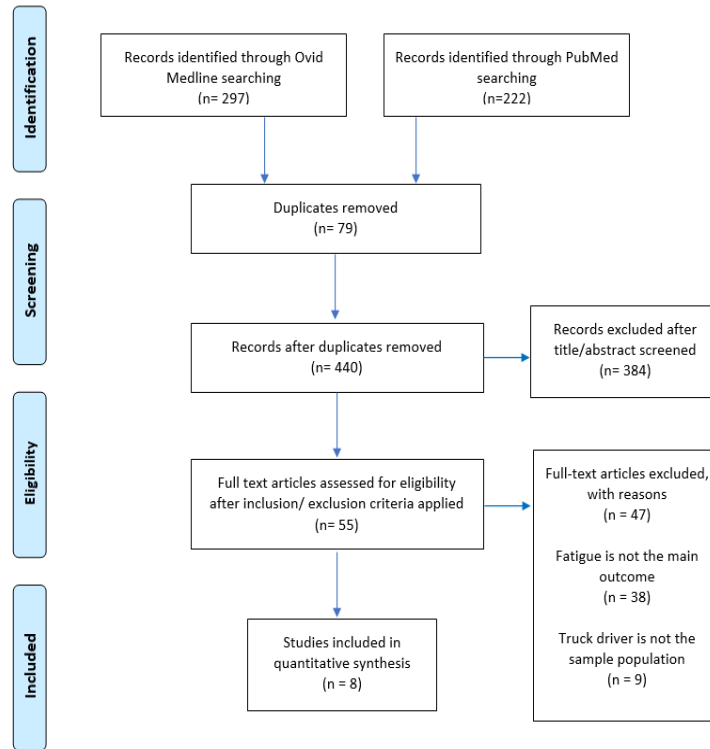 Identification
Records identified through Ovid
Medline searching
(n= 297)
Records identified through PubMed
searching
(n=222)
Screening
Duplicates removed
(n= 79)
Records after duplicates removed
(n= 440)
Records excluded after
title/abstract screened
(n= 384)
Eligibility
Full text articles assessed for eligibility
after inclusion/ exclusion criteria applied
(n= 55)
Full-text articles excluded,
with reasons
(n = 47)
Fatigue is not the main
outcome
(n = 38)
Truck driver is not the
sample population
(n = 9)
Included
Studies included in
quantitative synthesis
(n = 8)